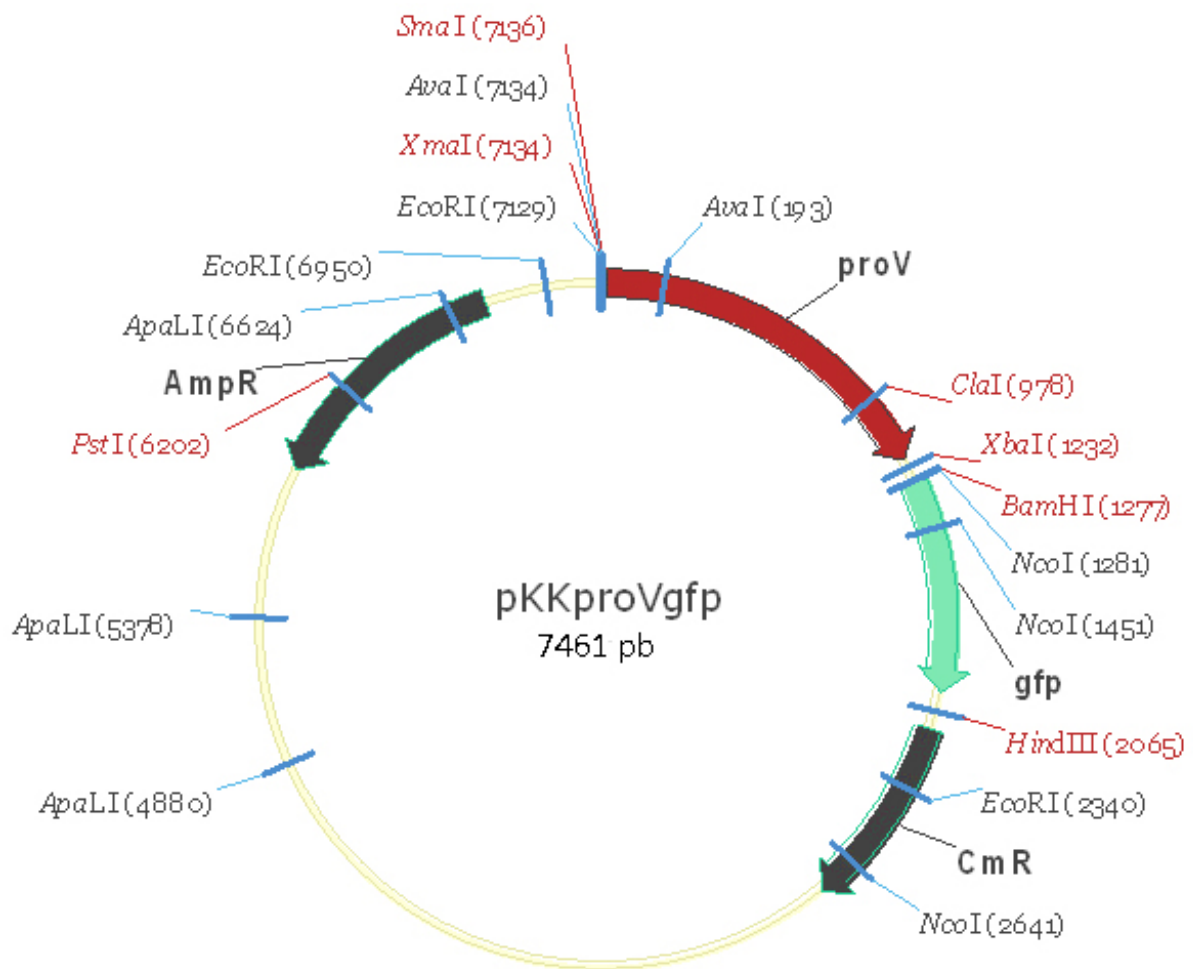 SmaI(7136)
AvaI(7134)
XmaI(7134)
EcoRI(7129)
AvaI(193)
EcoRI(6950)
proV
ApaLI(6624)
AmpR
ClaI(978)
PstI(6202)
XbaI(1232)
BamHI(1277)
NcoI(1281)
pKKproVgfp
ApaLI(5378)
NcoI(1451)
7461 pb
gfp
HindIII(2065)
ApaLI(4880)
EcoRI(2340)
CmR
NcoI(2641)